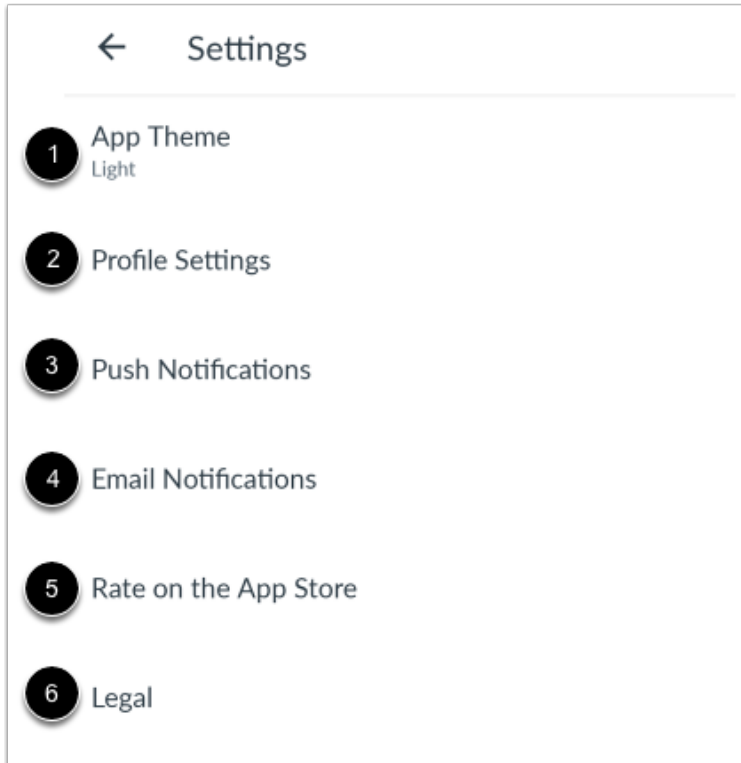 Settings
1 App Theme
Light
2 Profile Settings
3 Push Notifications
4 Email Notifications
5 Rate on the App Store
6 Legal